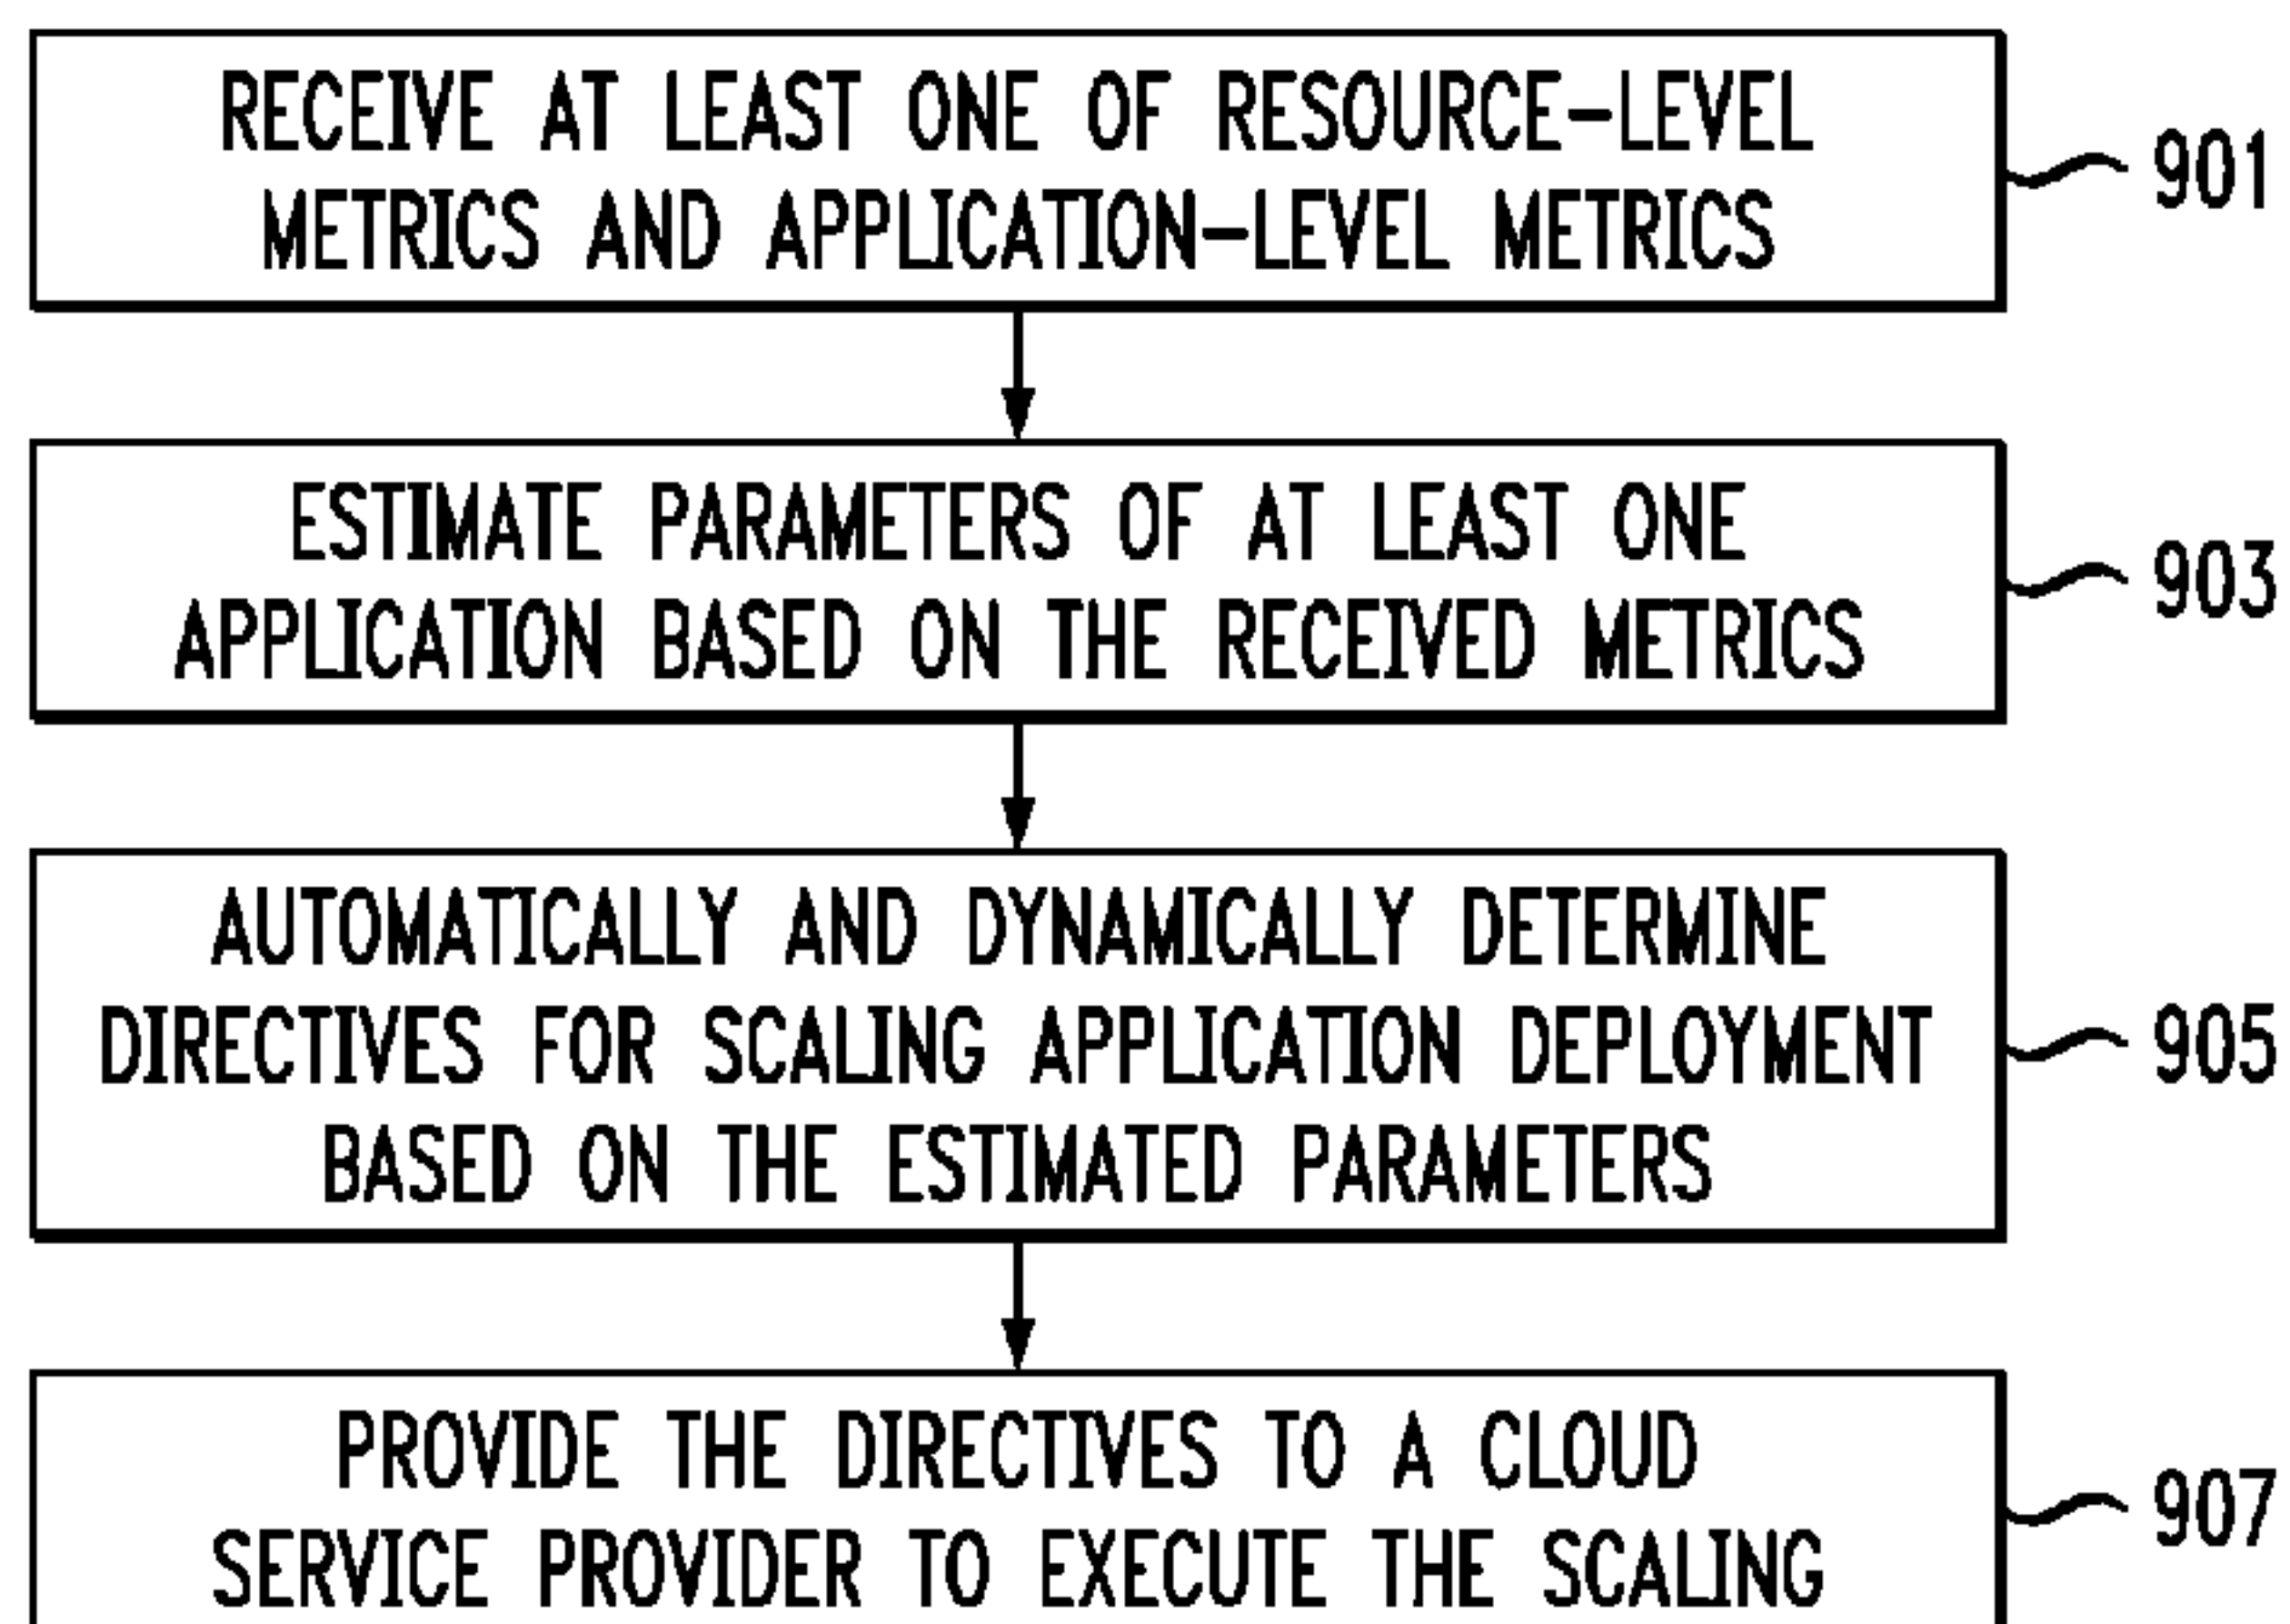 RECEIVE AT LEAST ONE OF RESOURCE-LEVEL
METRICS AND APPLICATION-LEVEL METRICS
901
ESTIMATE PARAMETERS OF AT LEAST ONE
APPLICATION BASED ON THE RECEIVED METRICS
903
AUTOMATICALLY AND DYNAMICALLY DETERMINE
DIRECTIVES FOR SCALING APPLICATION DEPLOYMENT
BASED ON THE ESTIMATED PARAMETERS
905
PROVIDE THE DIRECTIVES TO A CLOUD
SERVICE PROVIDER TO EXECUTE THE SCALING
907